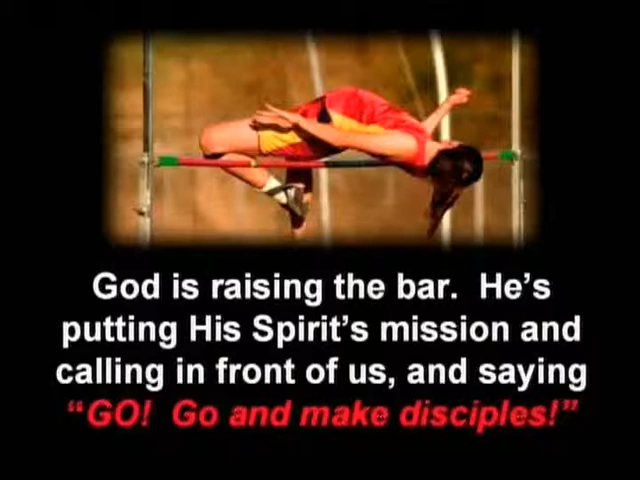 God is raising the bar.  He's
putting His Spirit's mission and
calling in front of us, and saying
“GO!  Go and make disciples!”